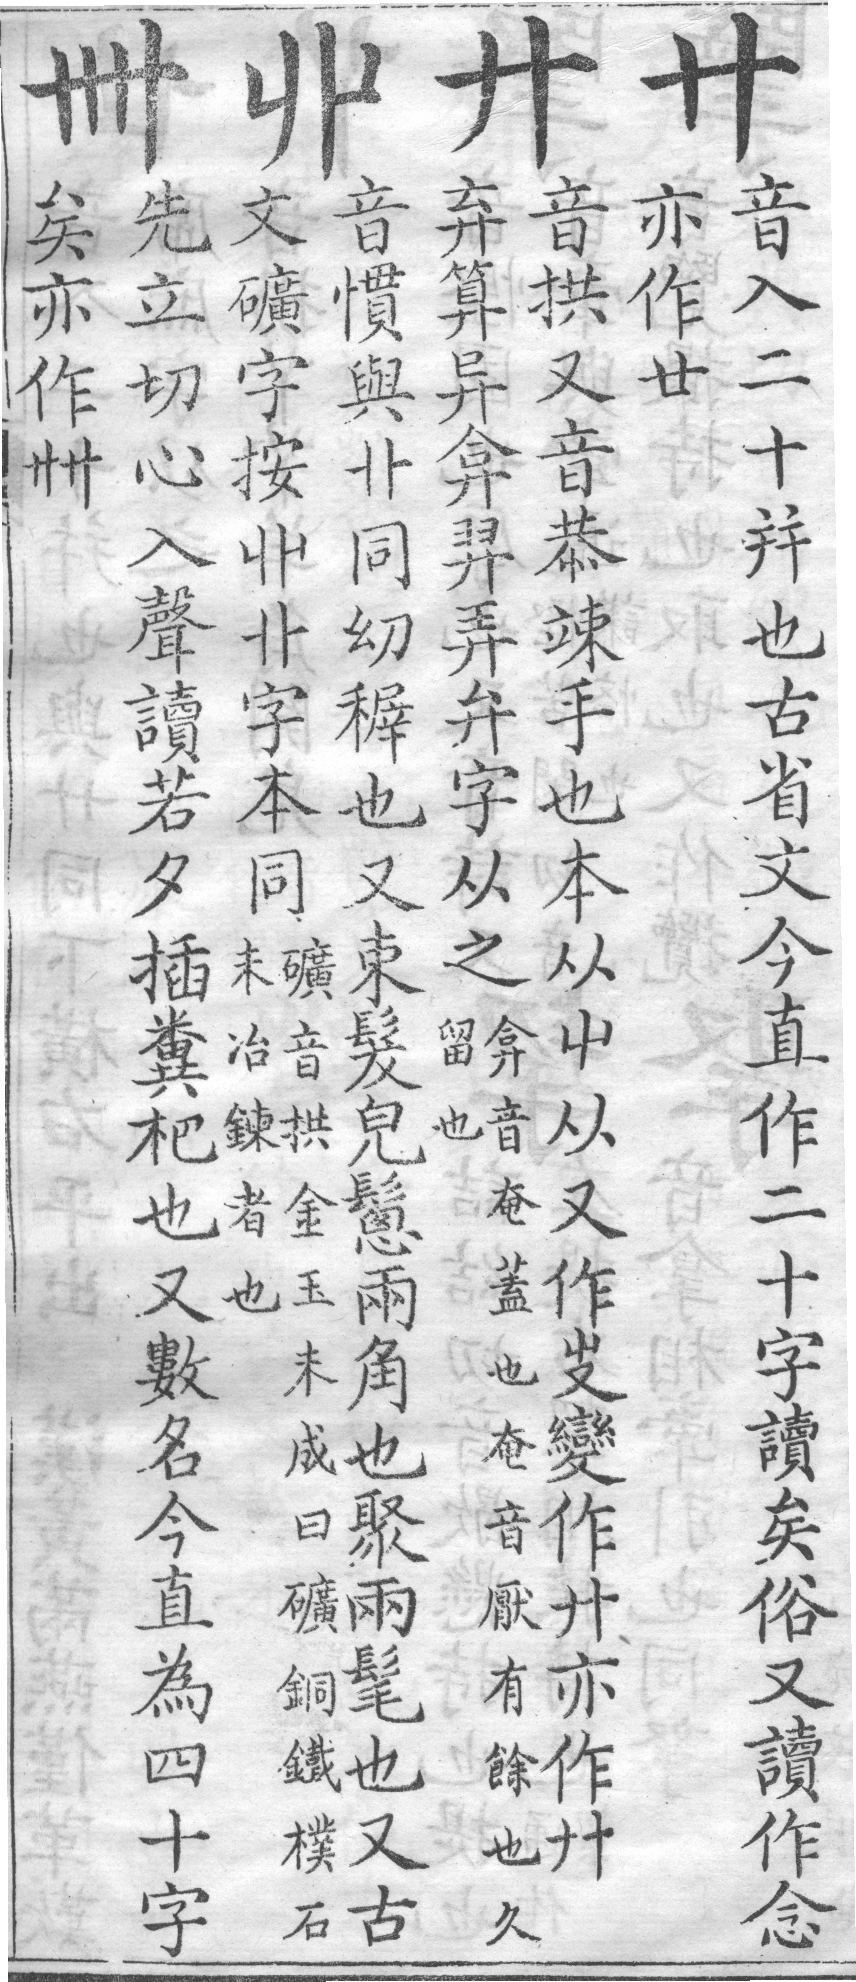 廿
音入二十幷也古省文今直作二十字讀矣俗又讀作念
亦作廿
廾
音拱又音恭竦手也本从屮从又作𠬞變作廾亦作廾
弃算异弇羿弄弁字从之弇音奄蓋也奄音厭有餘也久
留也
丱
音慣與卝同幼稺也又束髮皃鬆兩角也聚兩髦也又古
文礦字按丱卝字本同礦音拱金玉未成曰礦銅鐵樸石
未冶鍊者也
卌
先立切心入聲讀若夕插糞杷也又數名今直為四十字
矣亦作卌